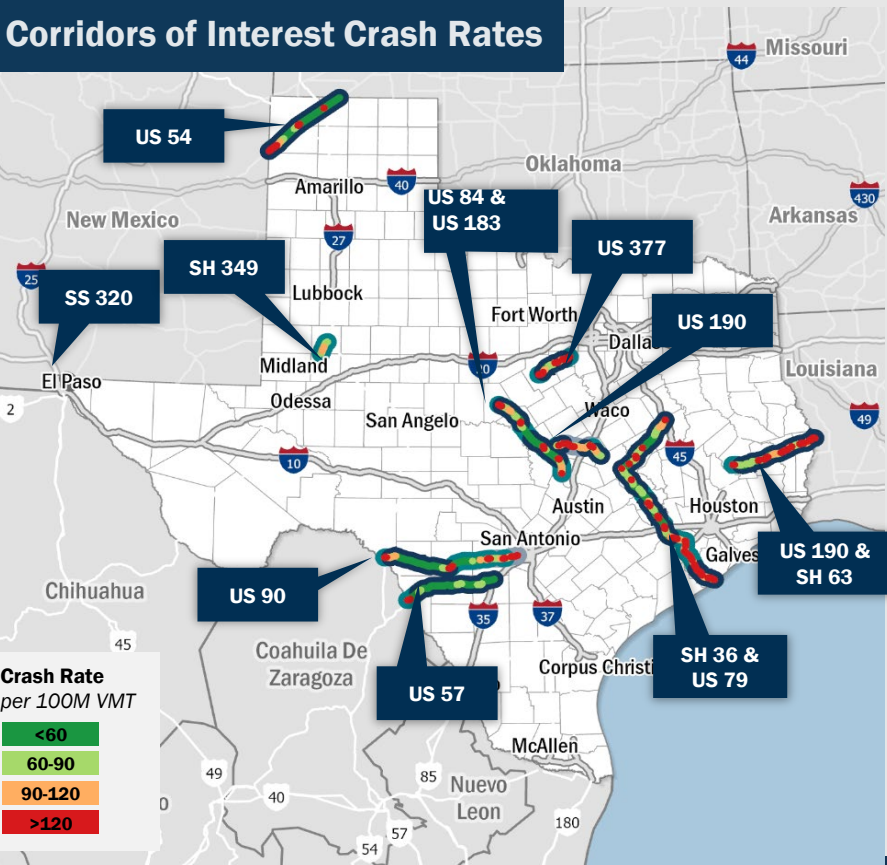 Corridors of Interest Crash Rates
Missouri
44
US 54
Oklahoma
40
Amarillo
US 84 &
US 183
430
Arkansas
New Mexico
27
US 377
SH 349
25
SS 320
Lubbock
US 190
Fort Worth
Dalla
Midland
20
Louisiana
El Paso
Odessa
2
Waco
49
San Angelo
45
10
Austin
Houston
San Antonio
Galves
US 190 &
SH 63
Chihuahua
US 90
35
37
45
Coahuila De
Zaragoza
Corpus Christi
SH 36 &
US 79
US 57
o
Crash Rate
per 100M VMT
<60
60-90
90-120
>120
McAllen
49
85
Nuevo
Leon
40
o
180
57
54